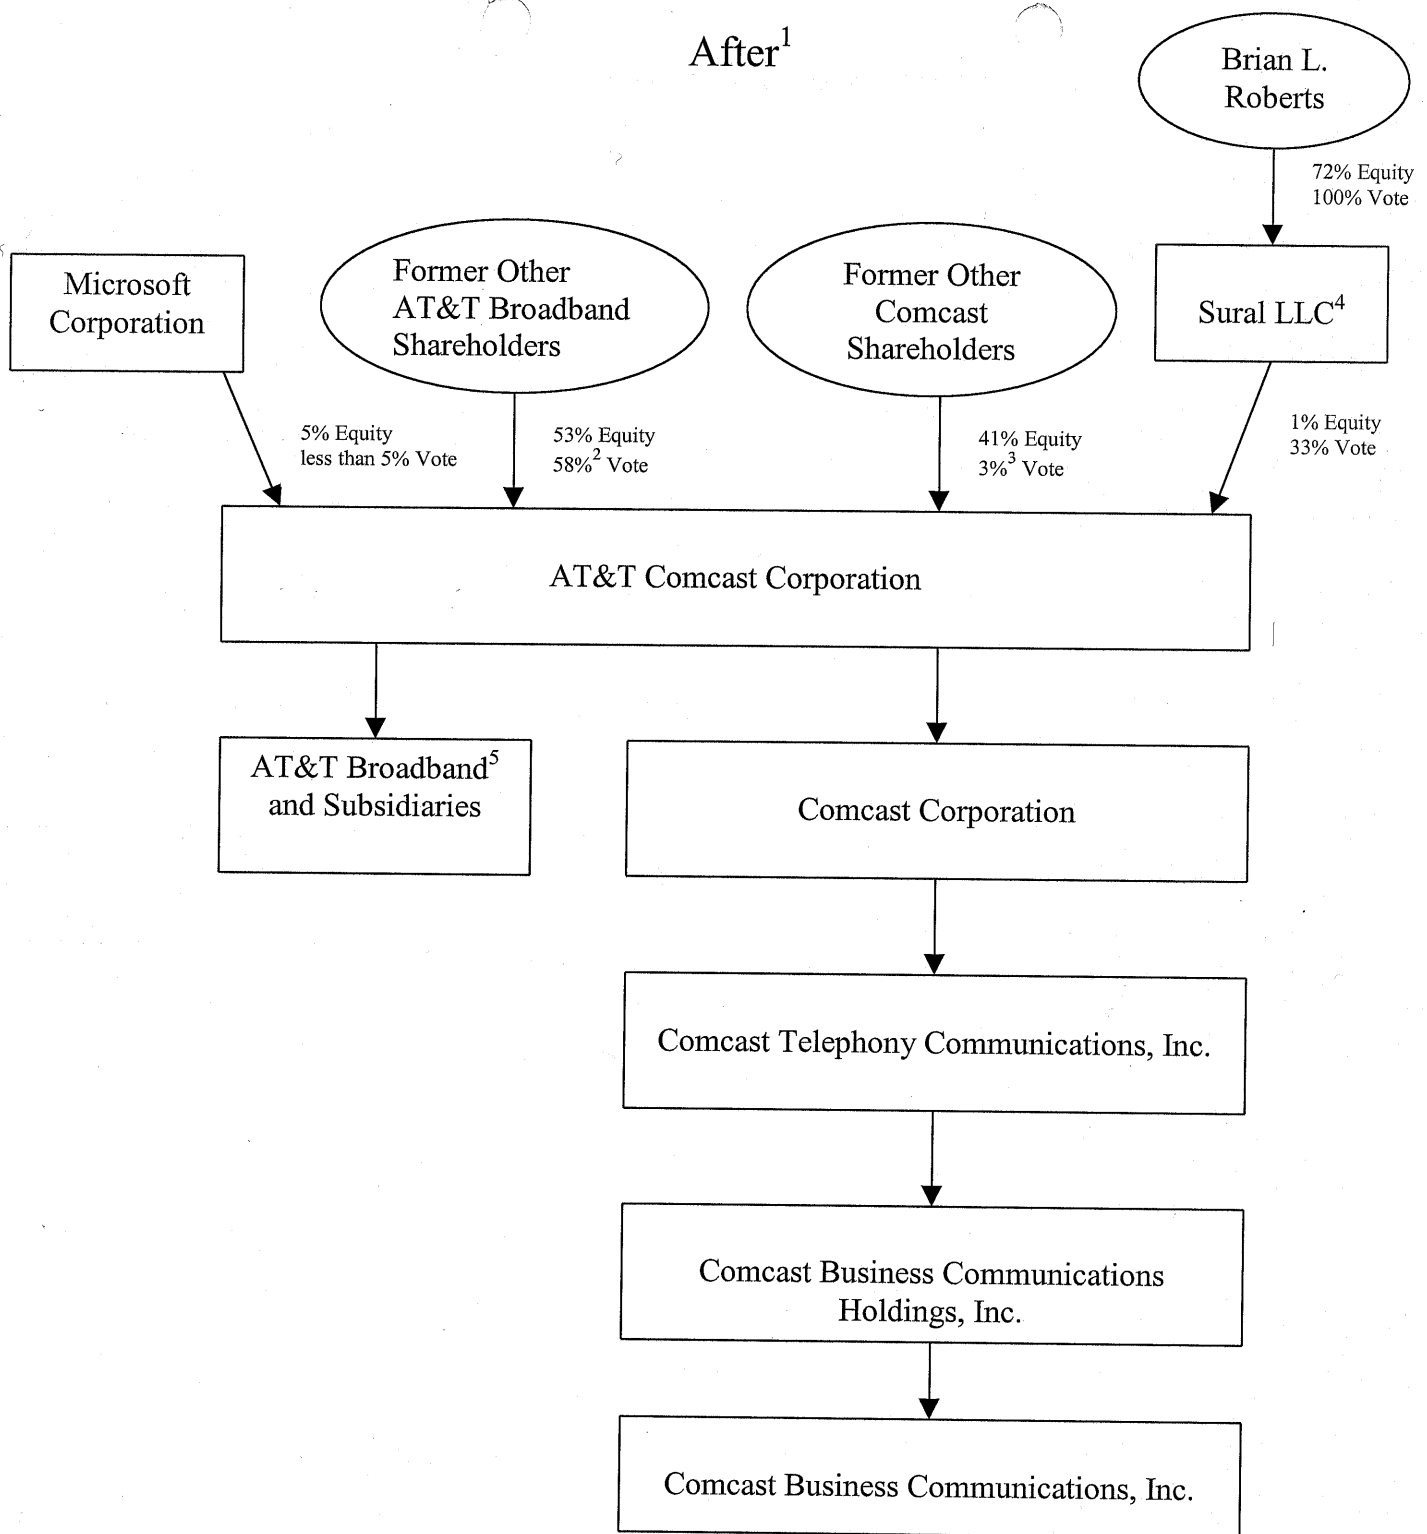 After¹
Brian L.
Roberts
72% Equity
100% Vote
Microsoft
Corporation
Former Other
AT&T Broadband
Shareholders
Former Other
Comcast
Shareholders
Sural LLC⁴
5% Equity
less than 5% Vote
53% Equity
58%² Vote
41% Equity
3%³ Vote
1% Equity
33% Vote
AT&T Comcast Corporation
AT&T Broadband⁵
and Subsidiaries
Comcast Corporation
Comcast Telephony Communications, Inc.
Comcast Business Communications
Holdings, Inc.
Comcast Business Communications, Inc.